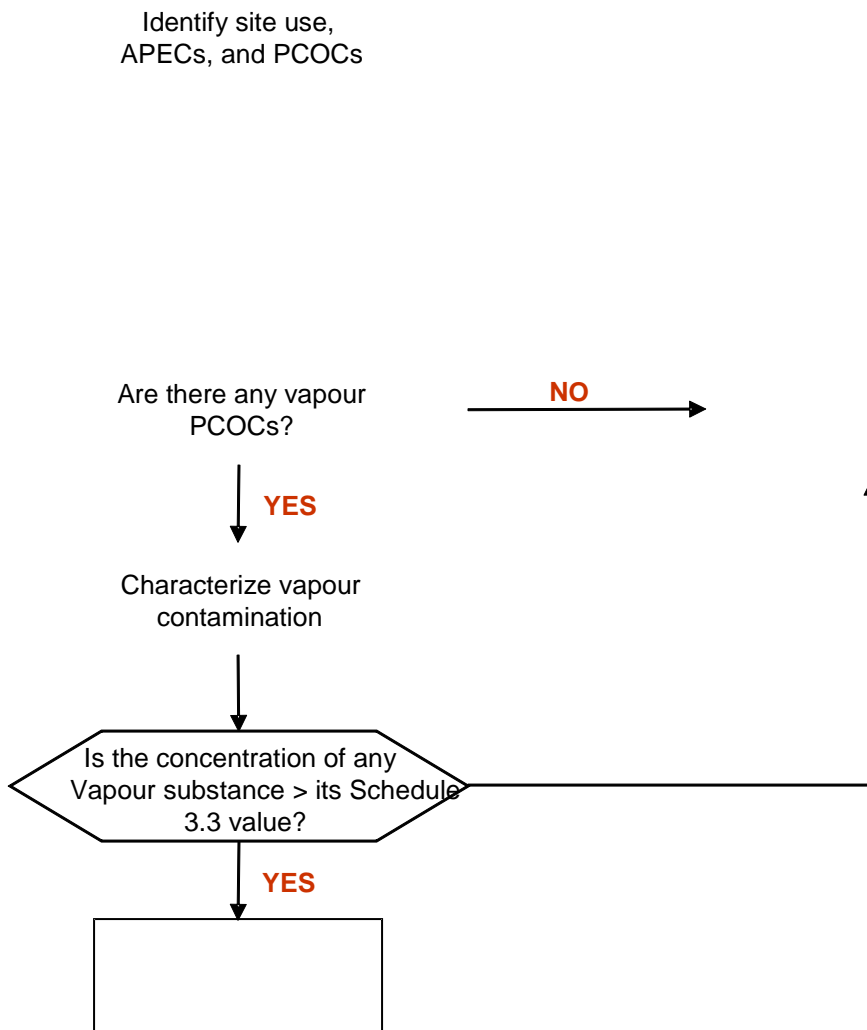 Identify site use,
APECs, and PCOCs
Are there any vapour
PCOCs?
NO
YES
Characterize vapour
contamination
Is the concentration of any
Vapour substance > its Schedule
3.3 value?
YES